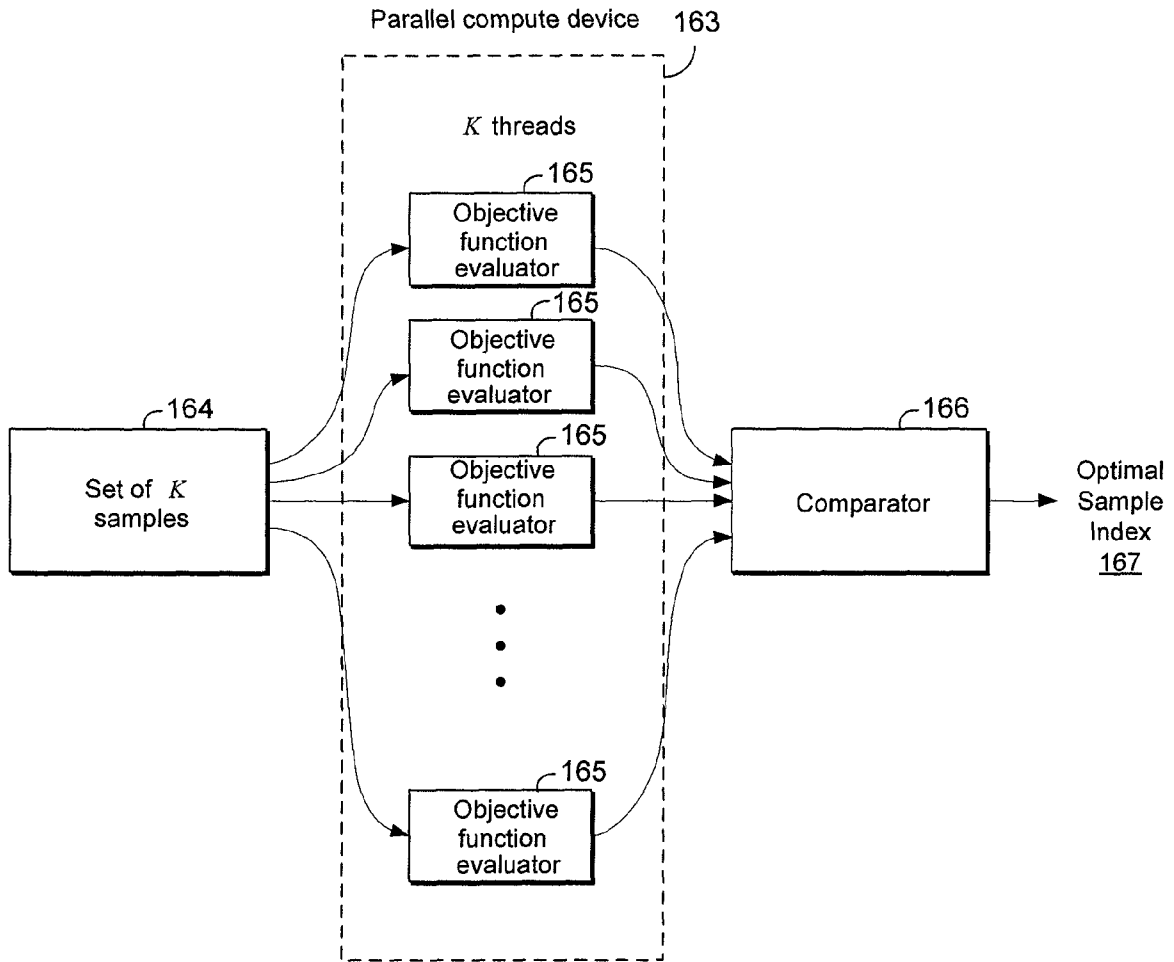 Parallel compute device
163
K threads
165
Objective
function
evaluator
165
Objective
function
evaluator
164
Set of K
samples
165
Objective
function
evaluator
166
Comparator
Optimal
Sample
Index
167
165
Objective
function
evaluator